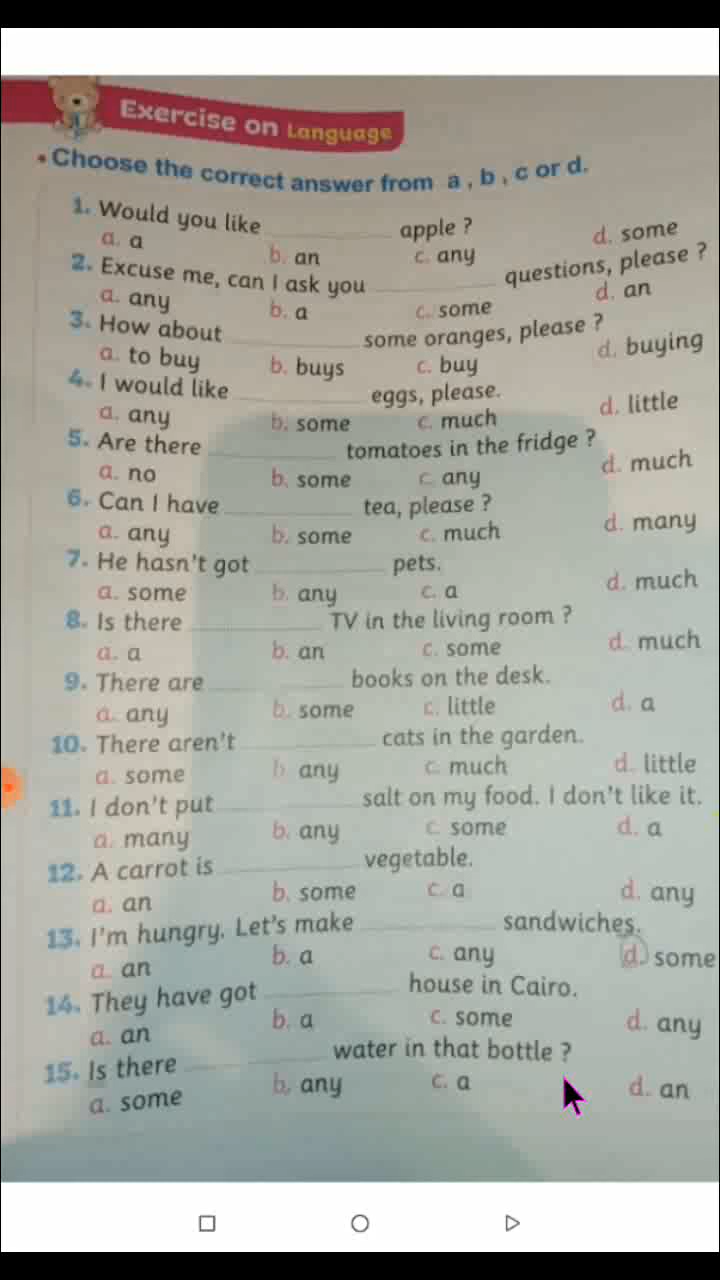 Exercise on Language
• Choose the correct answer from a , b , c or d.
1. Would you like ________ apple ?
a. a b. an c. any d. some
2. Excuse me, can I ask you ________ questions, please ?
a. any b. a c. some d. an
3. How about ________ some oranges, please ?
a. to buy b. buys c. buy d. buying
4. I would like ________ eggs, please.
a. any b. some c. much d. little
5. Are there ________ tomatoes in the fridge ?
a. no b. some c. any d. much
6. Can I have ________ tea, please ?
a. any b. some c. much d. many
7. He hasn't got ________ pets.
a. some b. any c. a d. much
8. Is there ________ TV in the living room ?
a. a b. an c. some d. much
9. There are ________ books on the desk.
a. any b. some c. little d. a
10. There aren't ________ cats in the garden.
a. some b. any c. much d. little
11. I don't put ________ salt on my food. I don't like it.
a. many b. any c. some d. a
12. A carrot is ________ vegetable.
a. an b. some c. a d. any
13. I'm hungry. Let's make ________ sandwiches.
a. an b. a c. any d. some
14. They have got ________ house in Cairo.
a. an b. a c. some d. any
15. Is there ________ water in that bottle ?
a. some b. any c. a d. an